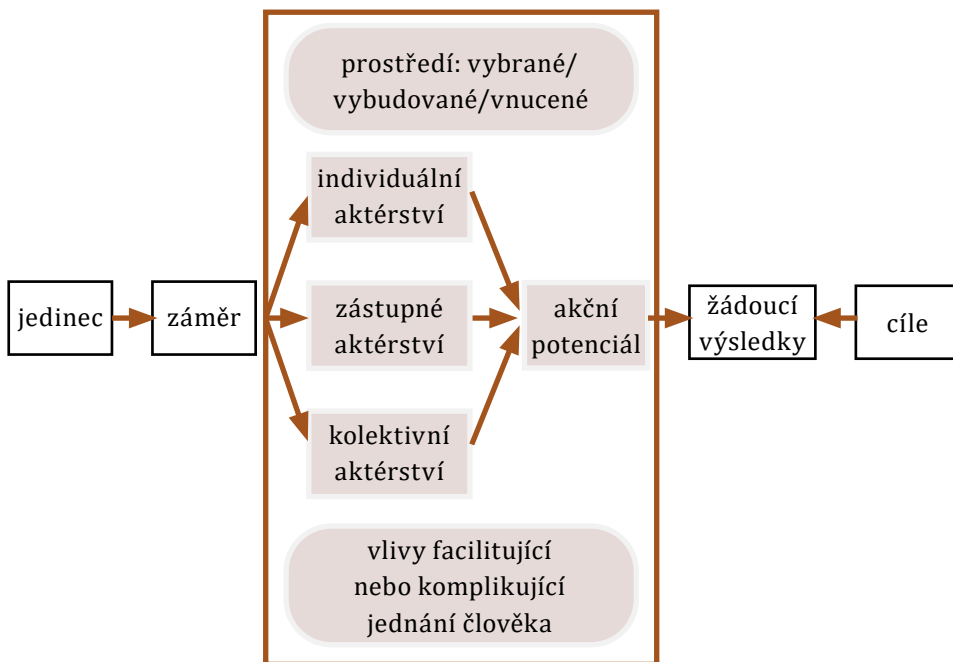 prostředí: vybrané/
vybudované/vnucené
individuální
aktérství
jedinec
záměr
zástupné
aktérství
akční
potenciál
žádoucí
výsledky
cíle
kolektivní
aktérství
vlivy facilitující
nebo komplikující
jednání člověka